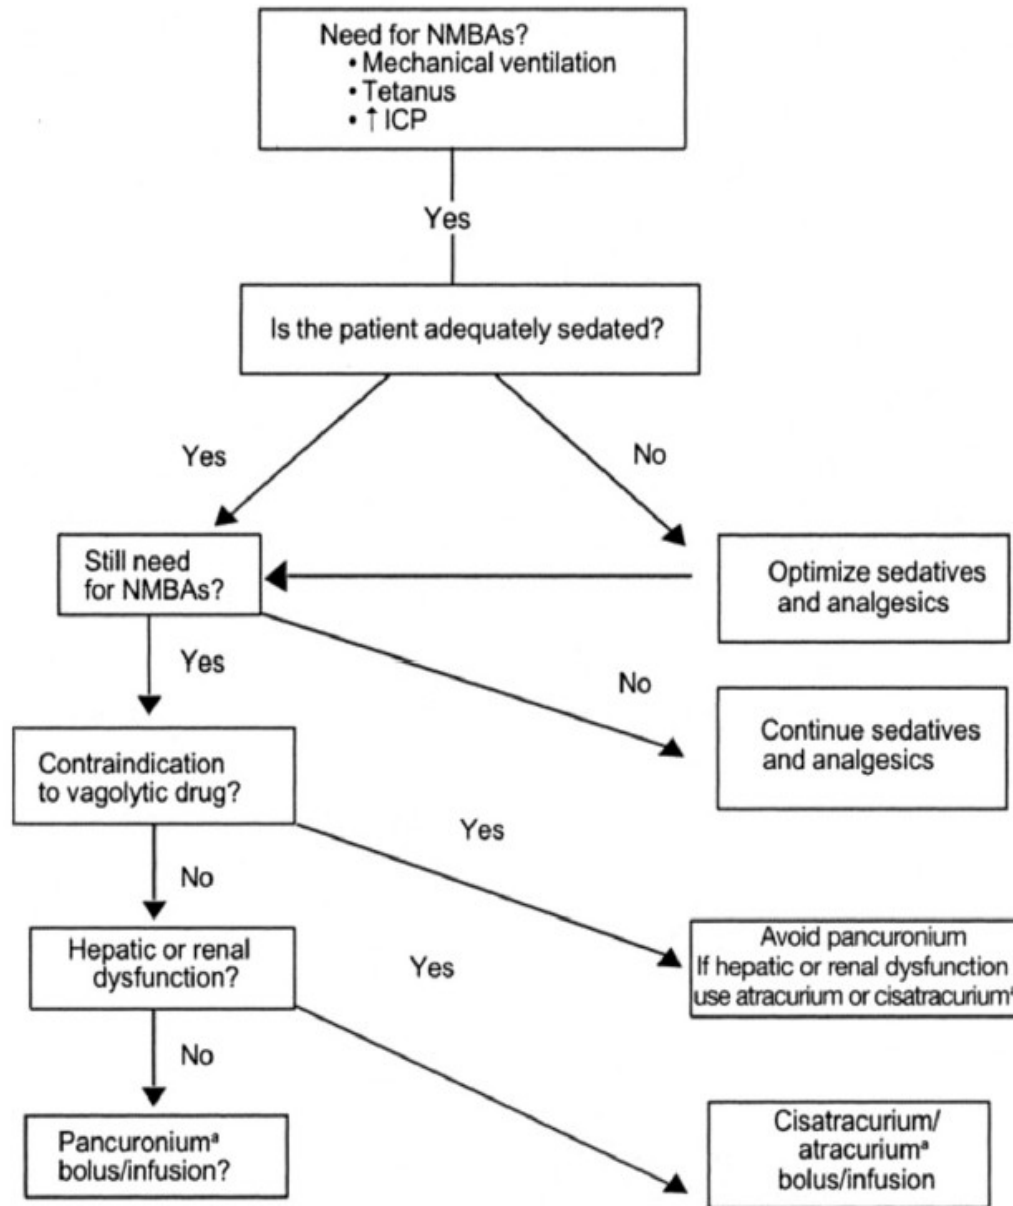 Need for NMBAs?
• Mechanical ventilation
• Tetanus
• ↑ ICP
Yes
Is the patient adequately sedated?
Yes
No
Still need
for NMBAs?
Optimize sedatives
and analgesics
Yes
No
Continue sedatives
and analgesics
Contraindication
to vagolytic drug?
Yes
No
Avoid pancuronium
If hepatic or renal dysfunction
use atracurium or cisatracuriumᵃ
Hepatic or renal
dysfunction?
Yes
No
Pancuroniumᵃ
bolus/infusion?
Cisatracurium/
atracuriumᵃ
bolus/infusion